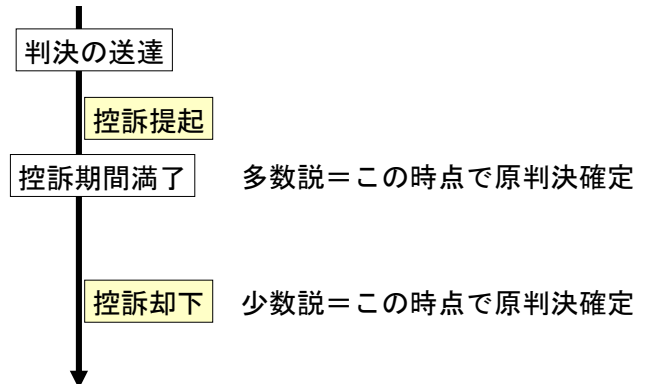 判決の送達
控訴提起
控訴期間満了 多数説＝この時点で原判決確定
控訴却下 少数説＝この時点で原判決確定